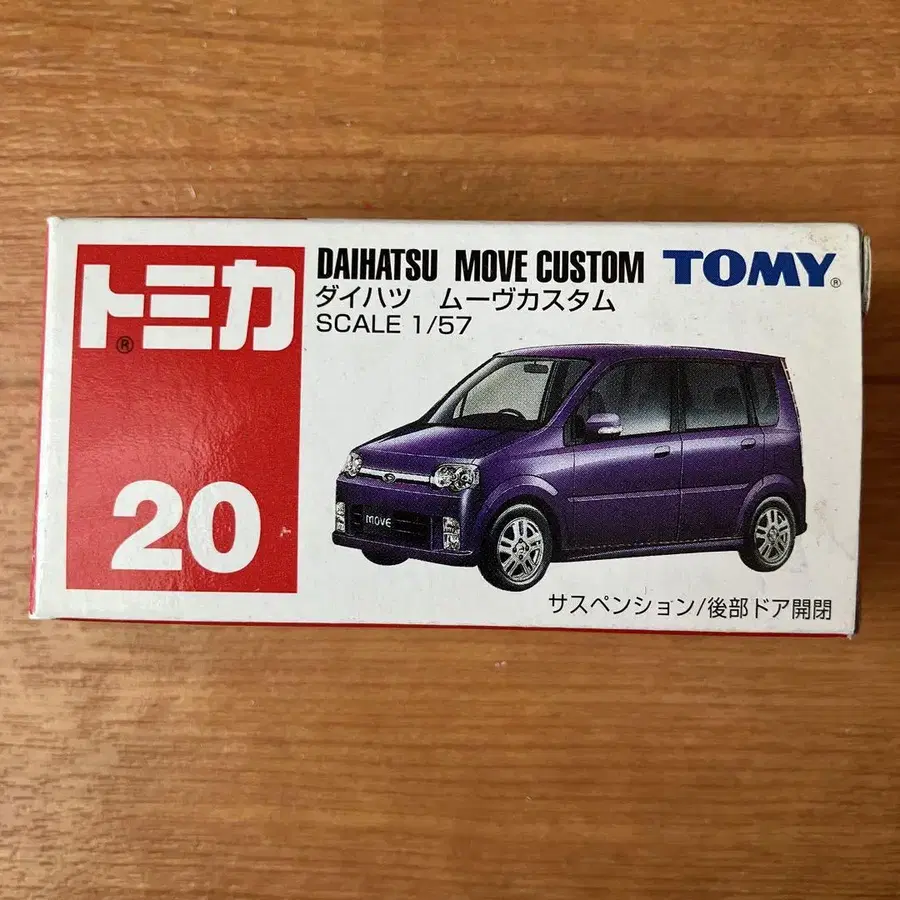 トミカ®
20
DAIHATSU MOVE CUSTOM
TOMY®
ダイハツ ムーヴカスタム
SCALE 1/57
MOVE
サスペンション/後部ドア開閉